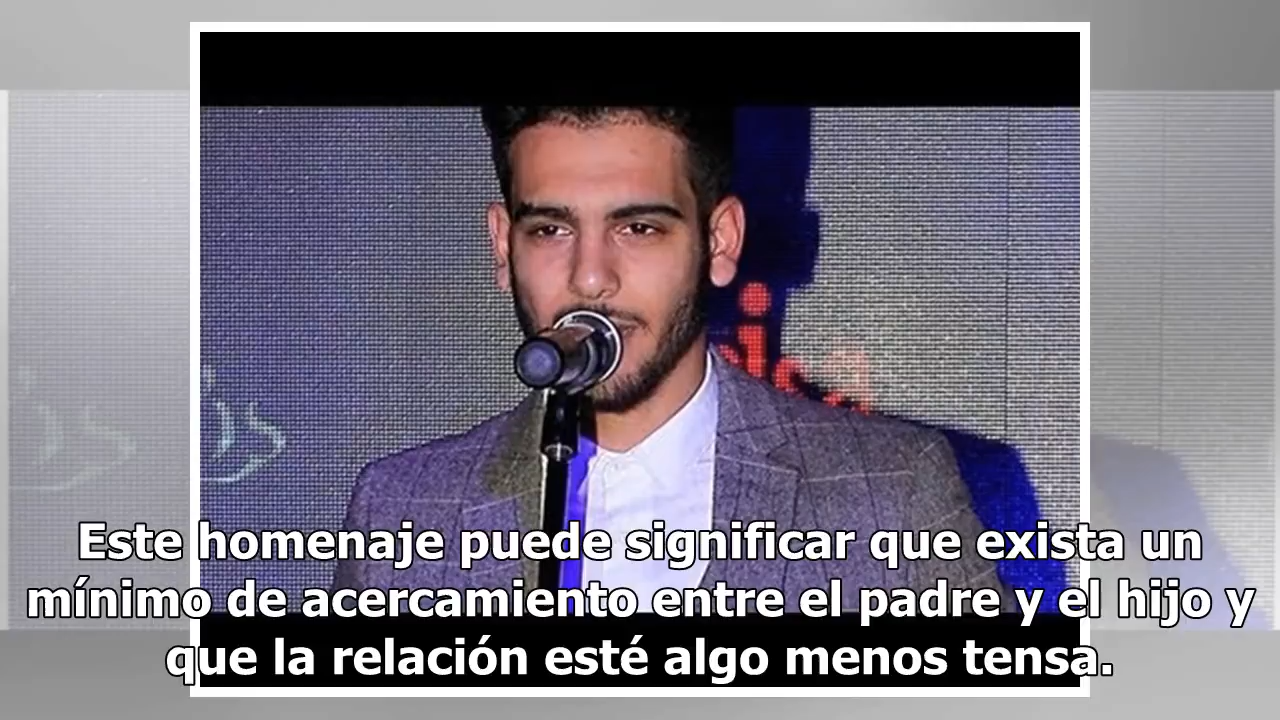 Este homenaje puede significar que exista un
mínimo de acercamiento entre el padre y el hijo y
que la relación esté algo menos tensa.